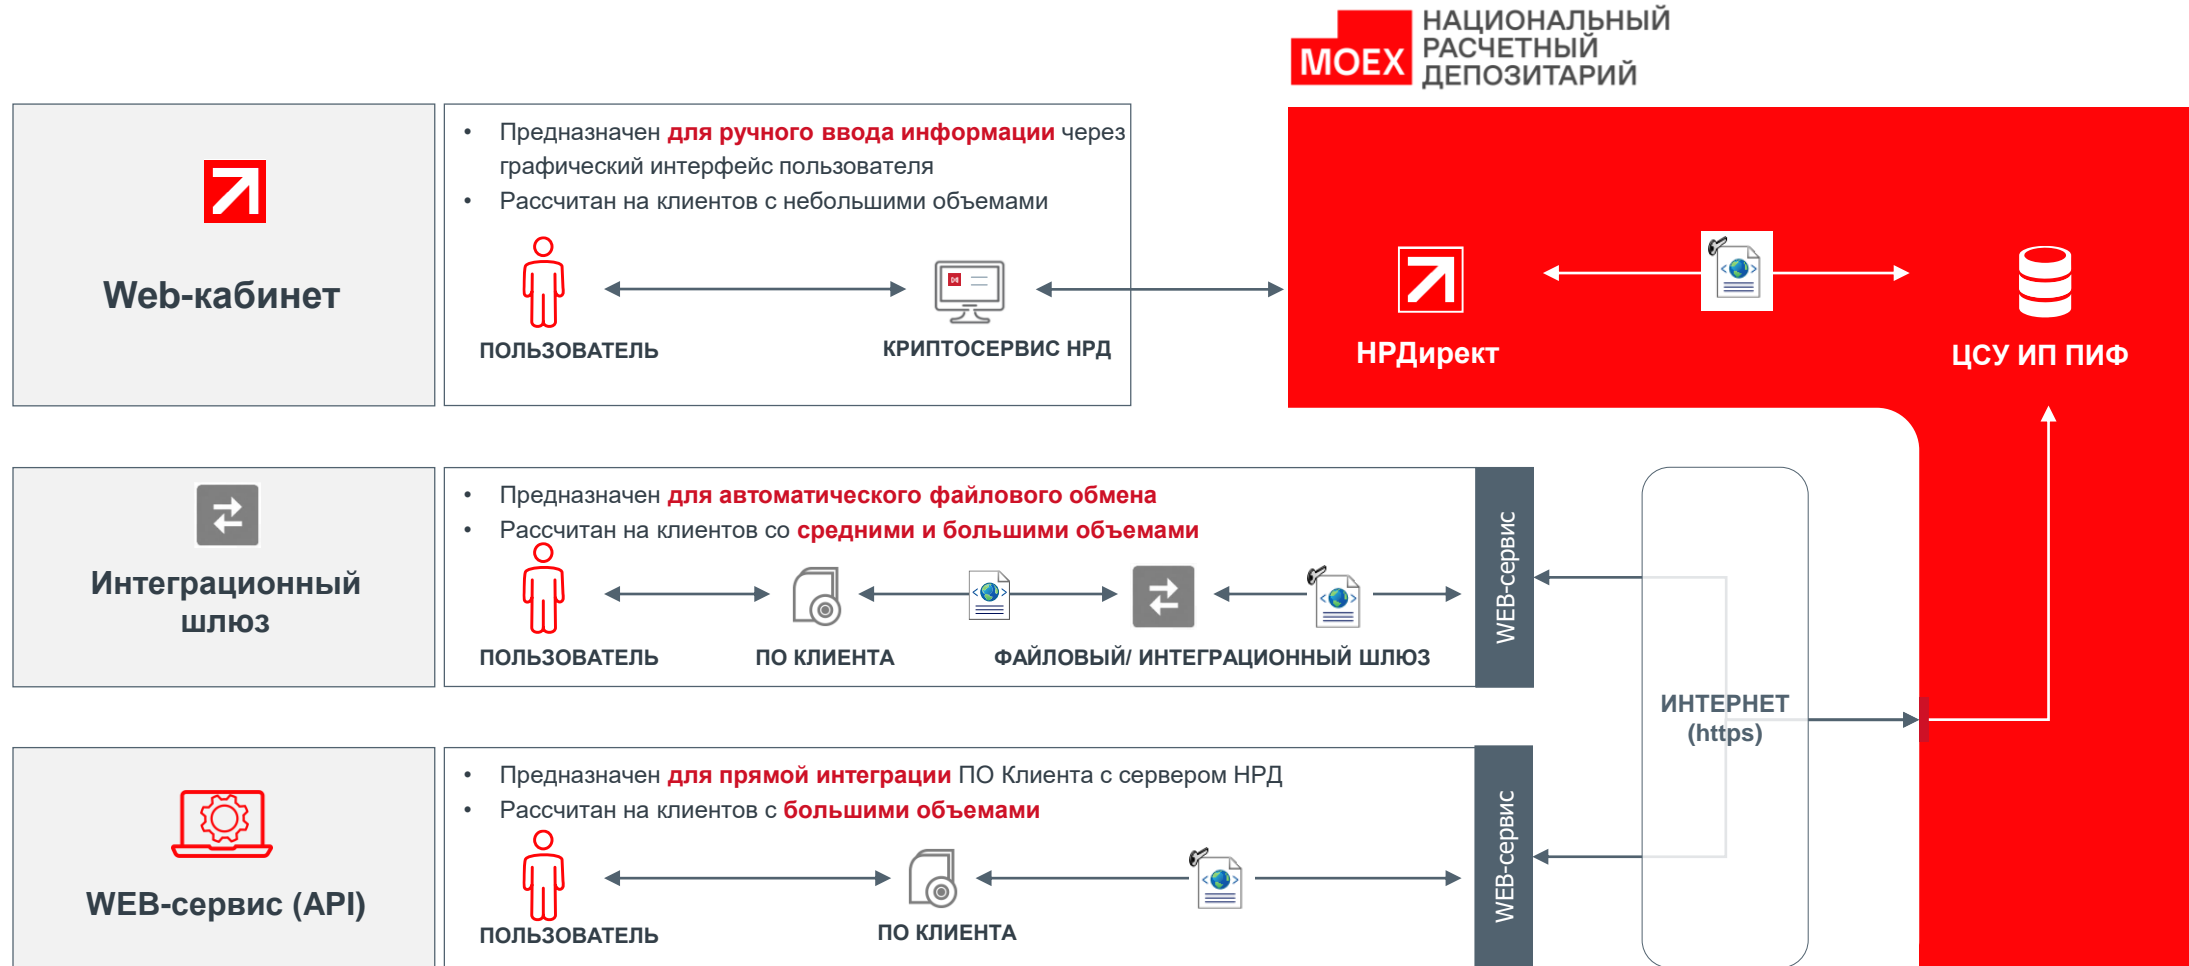 MOEX
НАЦИОНАЛЬНЫЙ
РАСЧЕТНЫЙ
ДЕПОЗИТАРИЙ
Web-кабинет
• Предназначен для ручного ввода информации через
графический интерфейс пользователя
• Рассчитан на клиентов с небольшими объемами
ПОЛЬЗОВАТЕЛЬ
КРИПТОСЕРВИС НРД
НРДирект
ЦСУ ИП ПИФ
Интеграционный
шлюз
• Предназначен для автоматического файлового обмена
• Рассчитан на клиентов со средними и большими объемами
ПОЛЬЗОВАТЕЛЬ
ПО КЛИЕНТА
ФАЙЛОВЫЙ/ ИНТЕГРАЦИОННЫЙ ШЛЮЗ
WEB-сервис
ИНТЕРНЕТ
(https)
WEB-сервис (API)
• Предназначен для прямой интеграции ПО Клиента с сервером НРД
• Рассчитан на клиентов с большими объемами
ПОЛЬЗОВАТЕЛЬ
ПО КЛИЕНТА
WEB-сервис